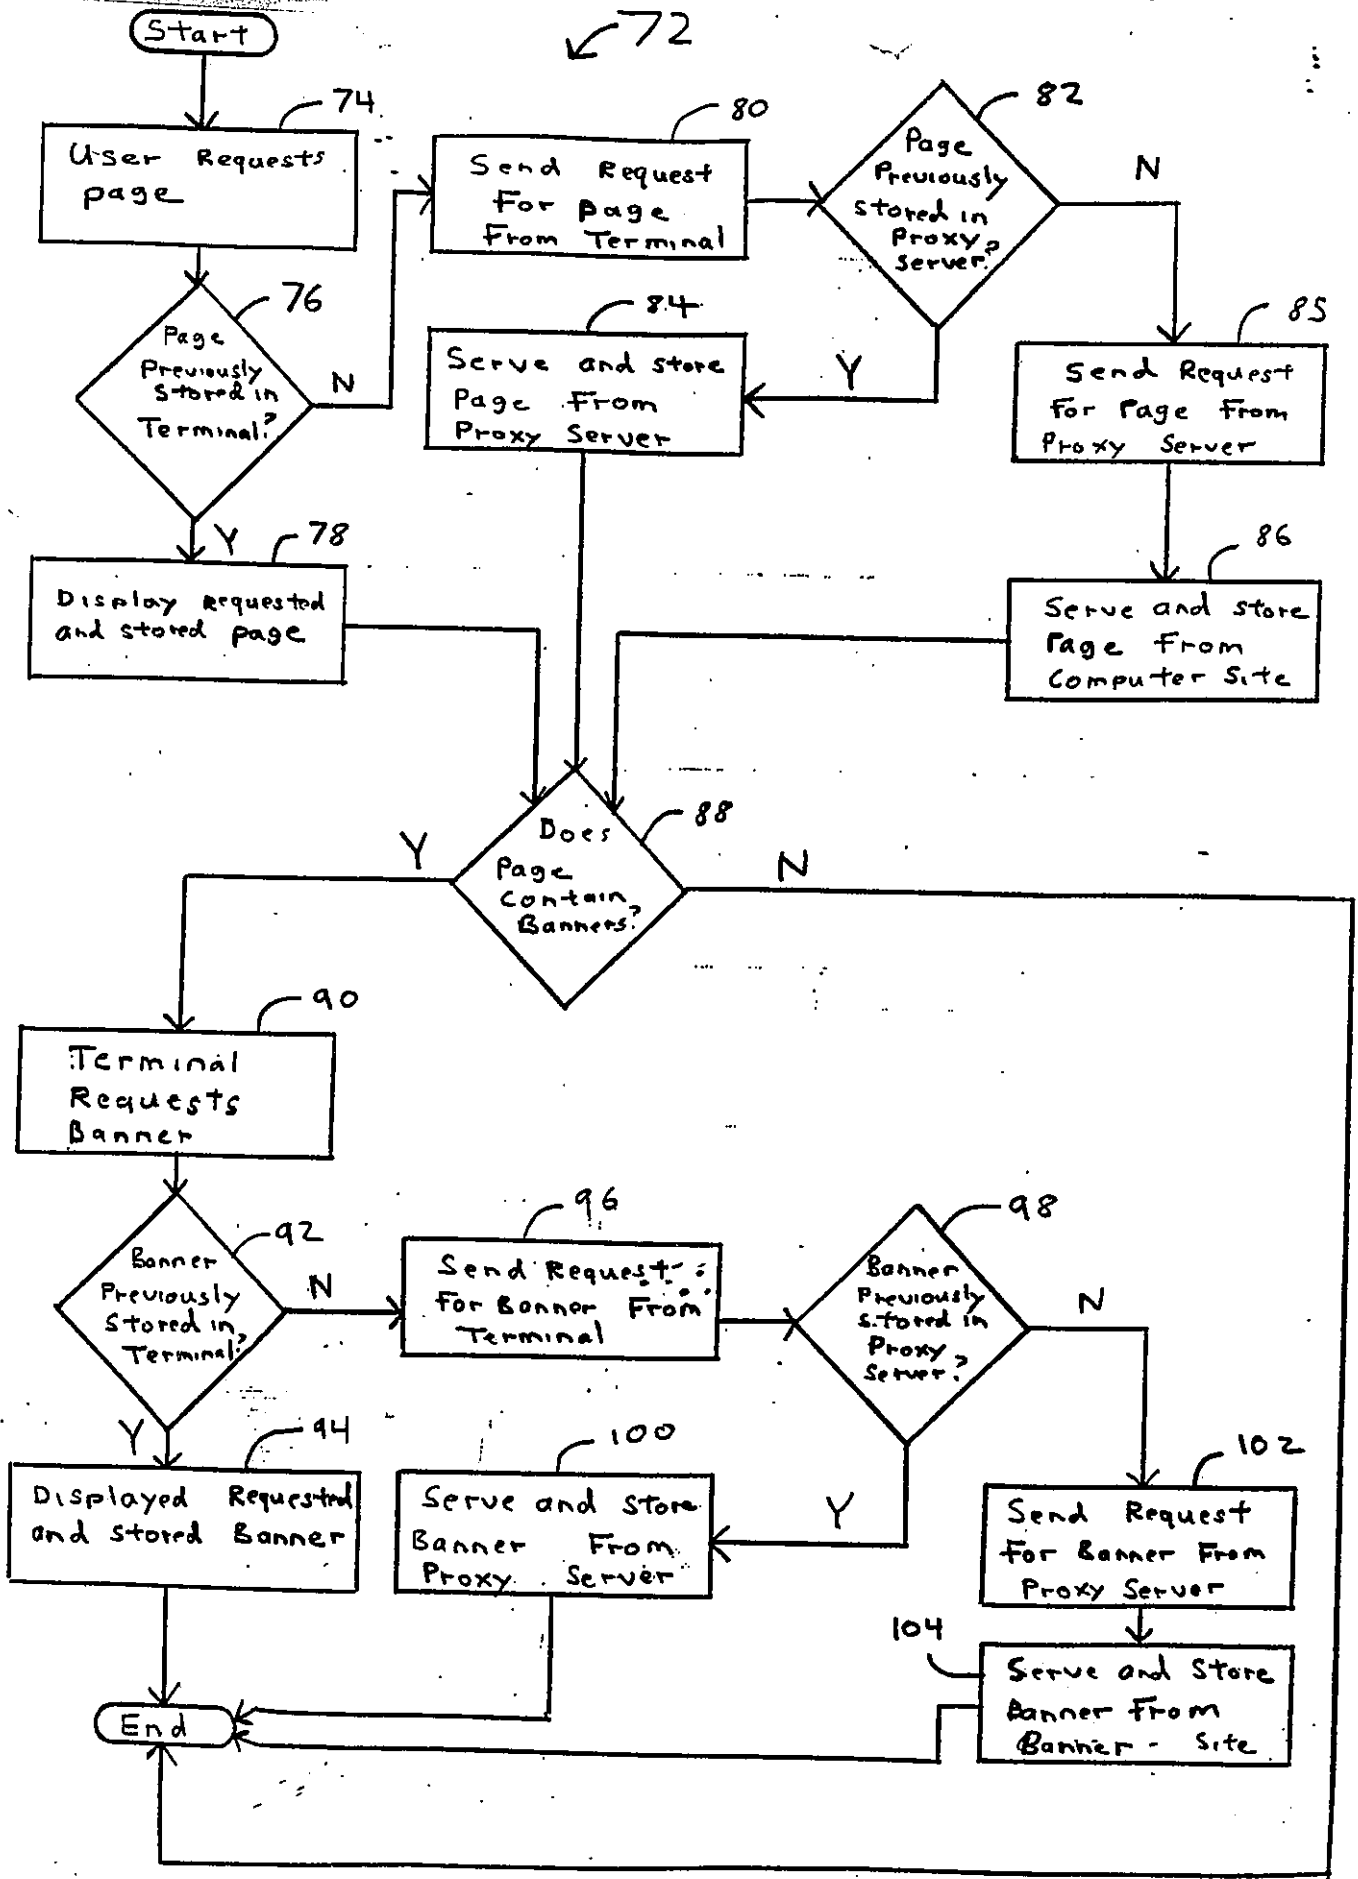 Start
72
74
User Requests
page
80
Send Request
For page
From Terminal
82
Page
Previously
stored in
Proxy
Server?
N
76
Page
Previously
Stored in
Terminal?
N
84
Serve and store
Page From
Proxy Server
Y
85
Send Request
For Page From
Proxy Server
Y
78
Display requested
and stored page
86
Serve and store
Page From
Computer Site
88
Does
Page
Contain
Banners?
Y
N
90
Terminal
Requests
Banner
92
Banner
Previously
Stored in
Terminal?
N
96
Send Request
For Banner From
Terminal
98
Banner
Previously
stored in
Proxy
Server?
N
Y
94
Displayed Requested
and stored Banner
100
Serve and Store
Banner From
Proxy Server
Y
102
Send Request
For Banner From
Proxy Server
104
Serve and Store
Banner From
Banner - Site
End